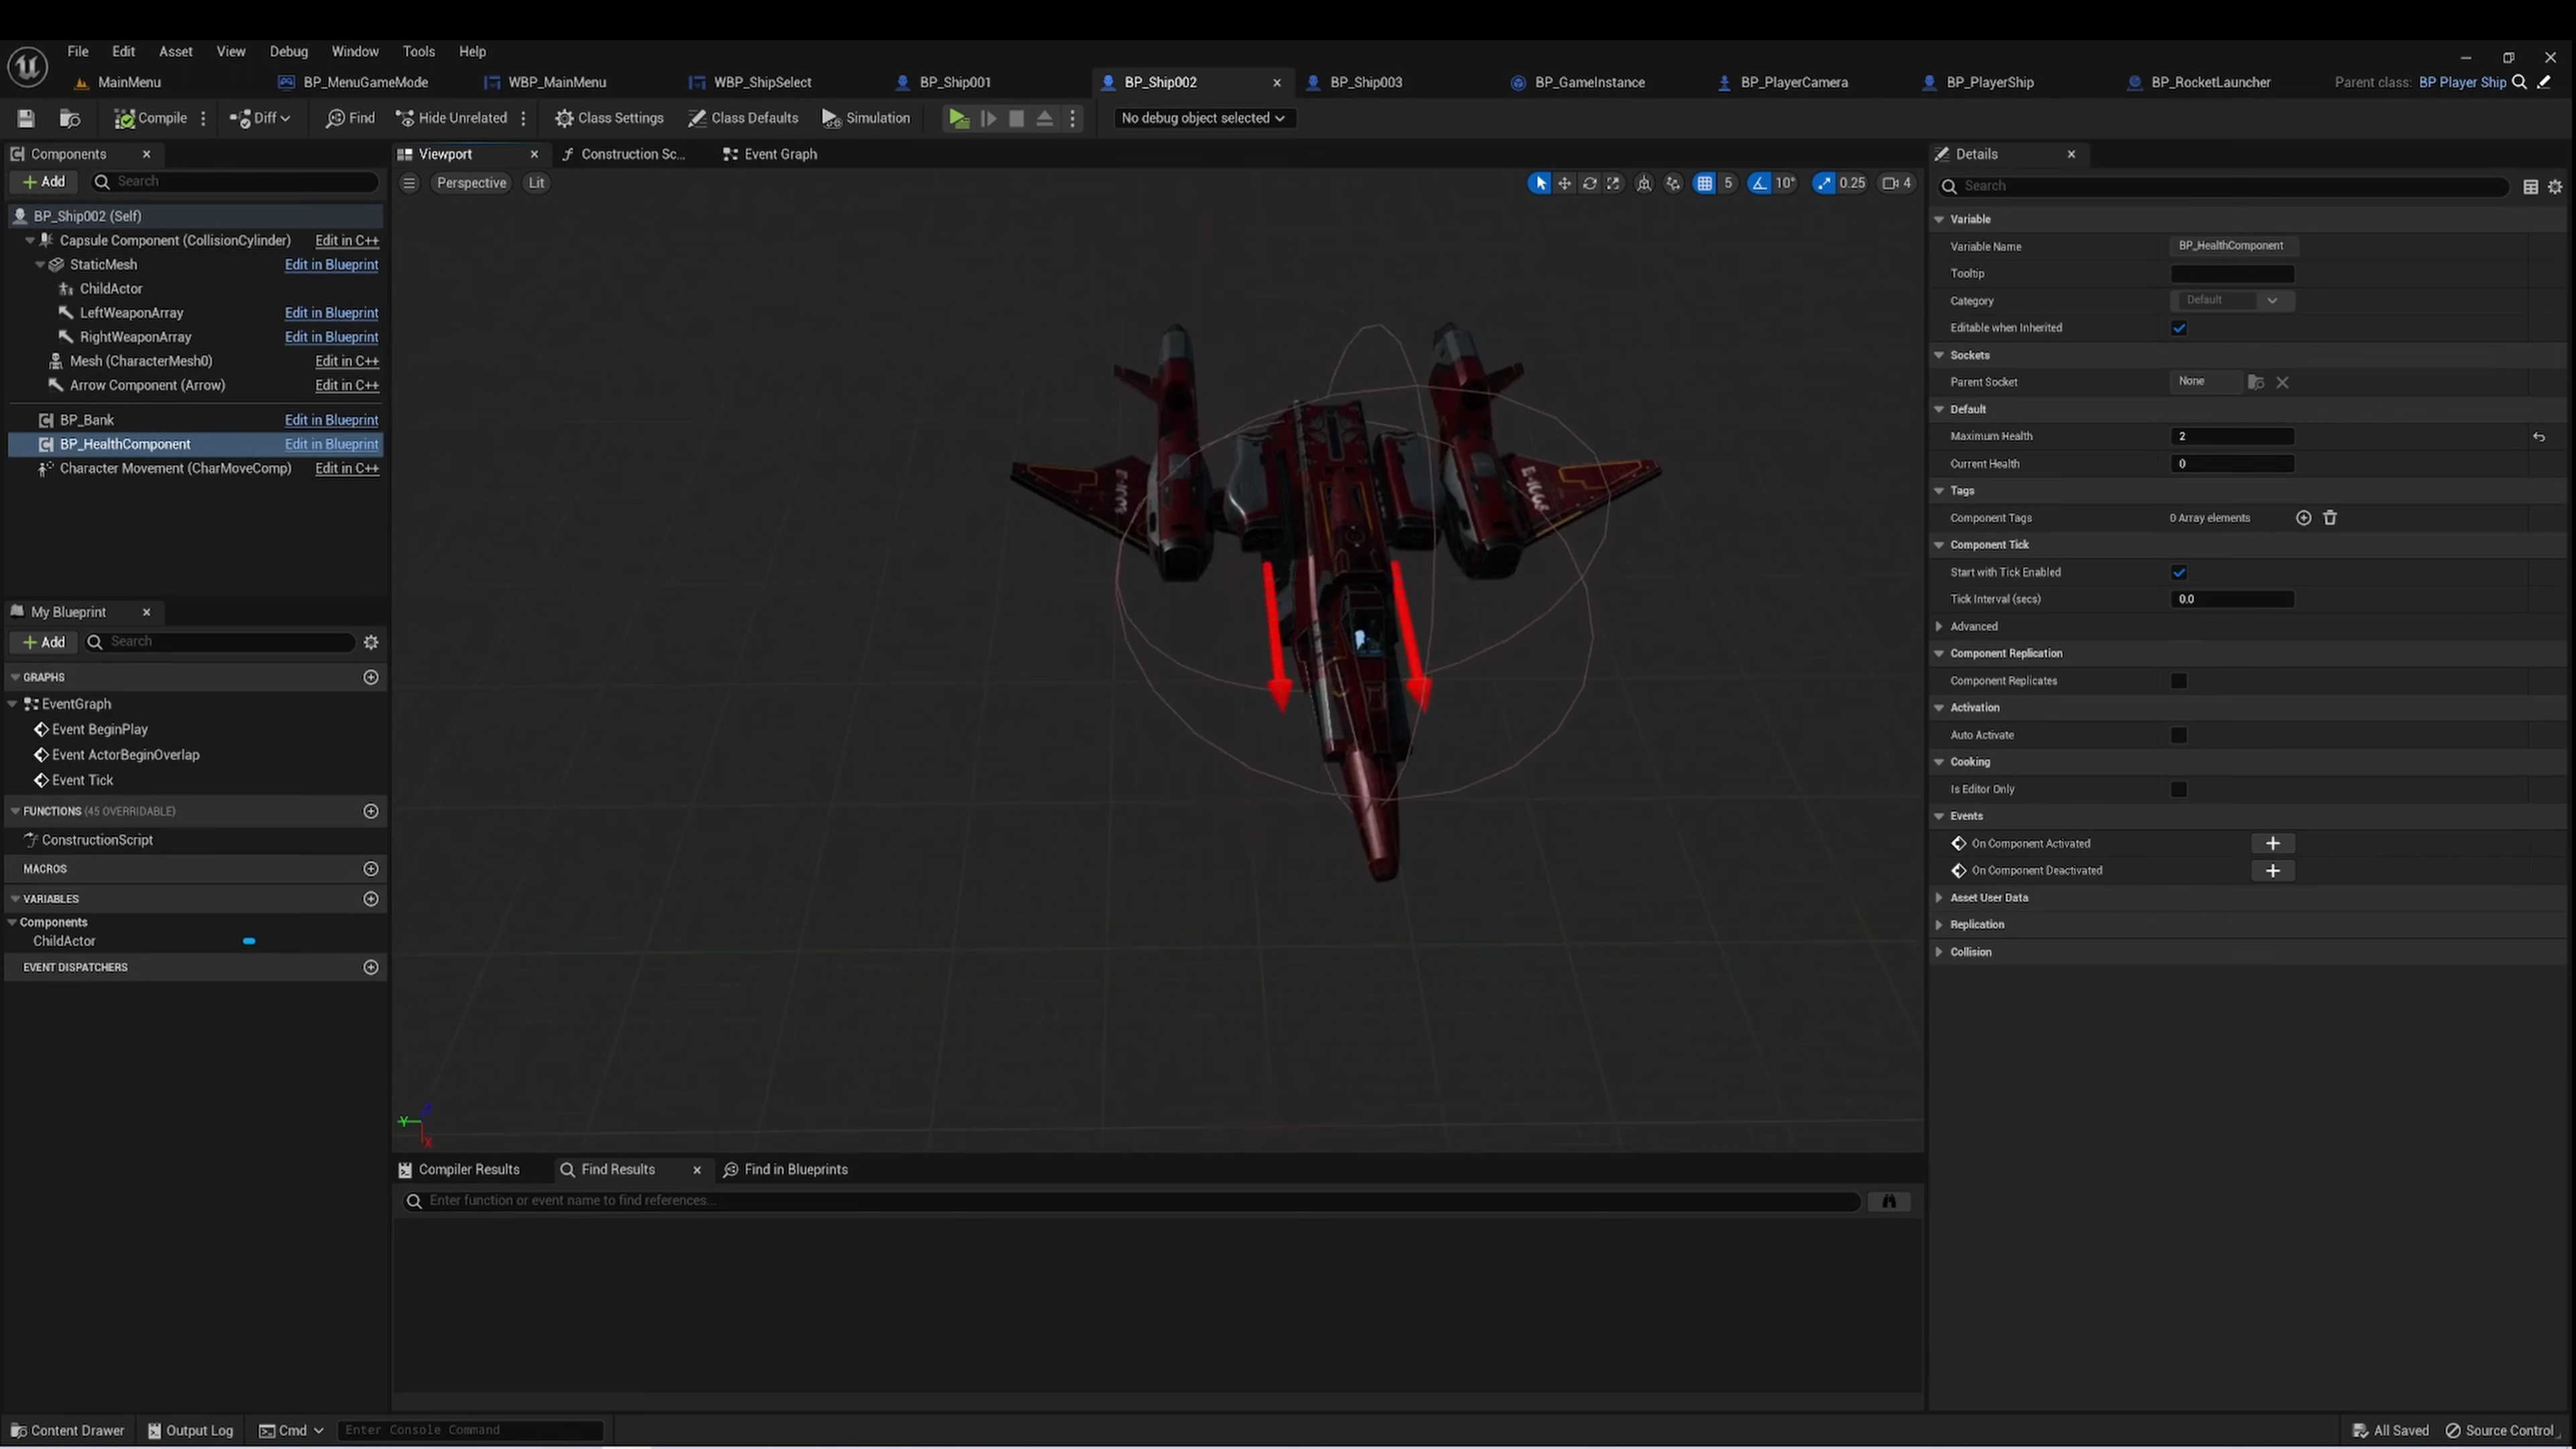 File Edit Asset View Debug Window Tools Help
MainMenu BP_MenuGameMode WBP_MainMenu WBP_ShipSelect BP_Ship001 BP_Ship002 BP_Ship003 BP_GameInstance BP_PlayerCamera BP_PlayerShip BP_RocketLauncher Parent class: BP Player Ship
Compile Diff Find Hide Unrelated Class Settings Class Defaults Simulation No debug object selected
Components
Add Search
BP_Ship002 (Self)
Capsule Component (CollisionCylinder) Edit in C++
StaticMesh Edit in Blueprint
ChildActor
LeftWeaponArray Edit in Blueprint
RightWeaponArray Edit in Blueprint
Mesh (CharacterMesh0) Edit in C++
Arrow Component (Arrow) Edit in C++
BP_Bank Edit in Blueprint
BP_HealthComponent Edit in Blueprint
Character Movement (CharMoveComp) Edit in C++
My Blueprint
Add Search
GRAPHS
EventGraph
Event BeginPlay
Event ActorBeginOverlap
Event Tick
FUNCTIONS (45 OVERRIDABLE)
ConstructionScript
MACROS
VARIABLES
Components
ChildActor
EVENT DISPATCHERS
Viewport Construction Sc... Event Graph
Perspective Lit 5 10° 0.25 4
Z
Y
X
Compiler Results Find Results Find in Blueprints
Enter function or event name to find references...
Details
Search
Variable
Variable Name BP_HealthComponent
Tooltip
Category Default
Editable when Inherited
Sockets
Parent Socket None
Default
Maximum Health 2
Current Health 0
Tags
Component Tags 0 Array elements
Component Tick
Start with Tick Enabled
Tick Interval (secs) 0.0
Advanced
Component Replication
Component Replicates
Activation
Auto Activate
Cooking
Is Editor Only
Events
On Component Activated
On Component Deactivated
Asset User Data
Replication
Collision
Content Drawer Output Log Cmd Enter Console Command All Saved Source Control